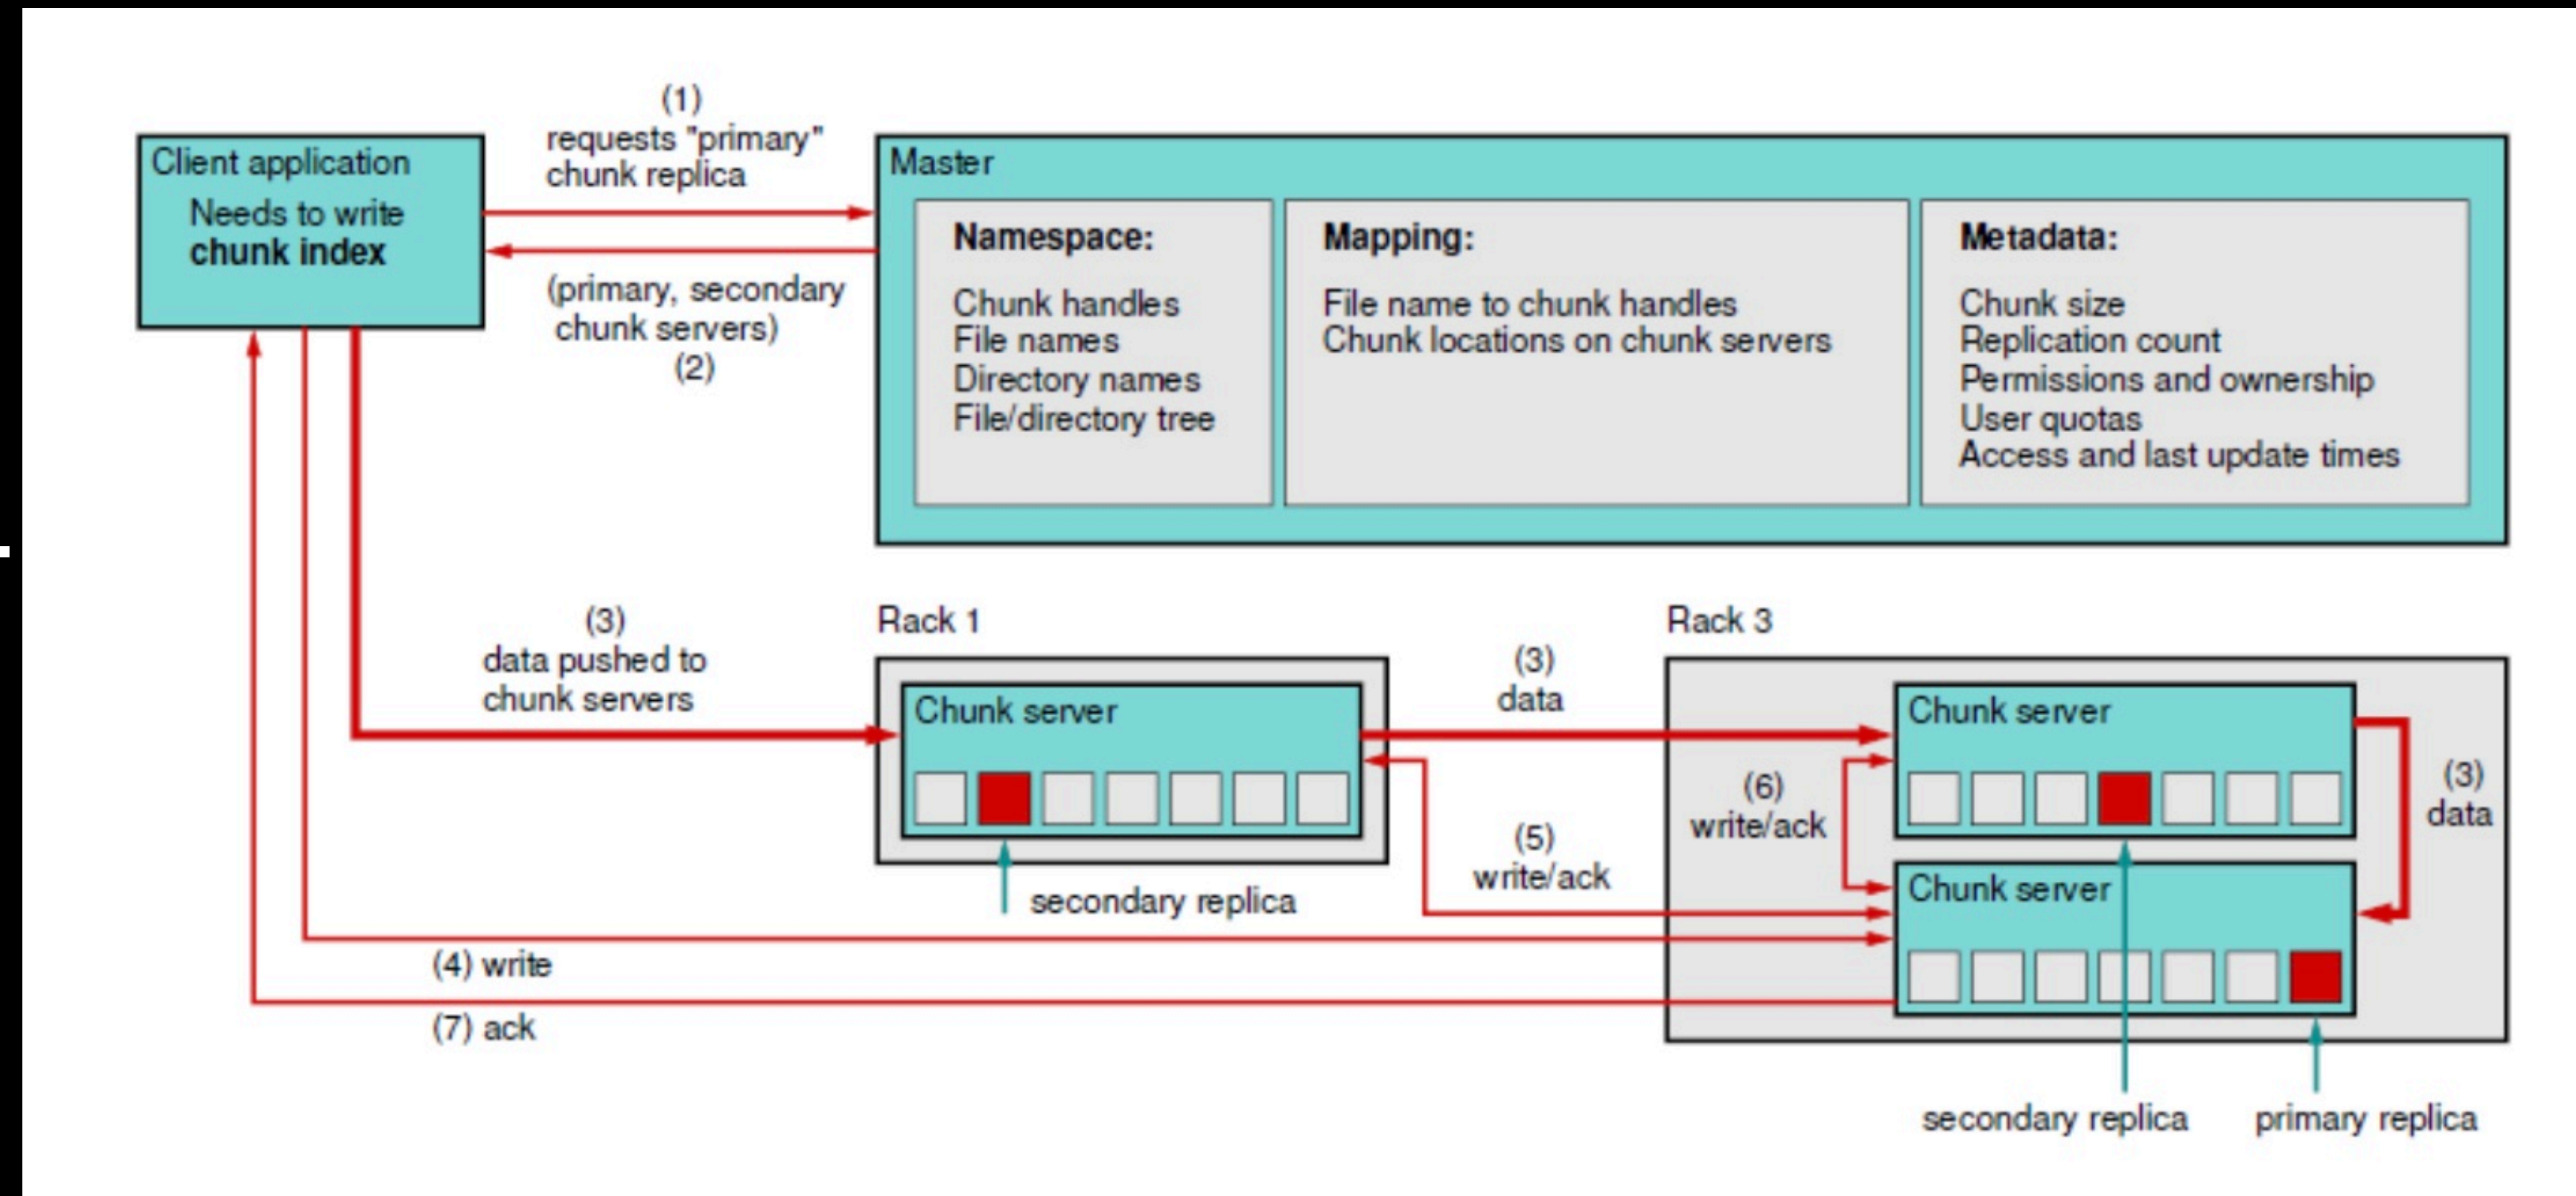 (1)
requests "primary"
chunk replica
Client application
Needs to write
chunk index
(primary, secondary
chunk servers)
(2)
Master
Namespace:
Chunk handles
File names
Directory names
File/directory tree
Mapping:
File name to chunk handles
Chunk locations on chunk servers
Metadata:
Chunk size
Replication count
Permissions and ownership
User quotas
Access and last update times
(3)
data pushed to
chunk servers
Rack 1
Chunk server
secondary replica
(3)
data
(5)
write/ack
Rack 3
Chunk server
(6)
write/ack
(3)
data
Chunk server
(4) write
(7) ack
secondary replica
primary replica